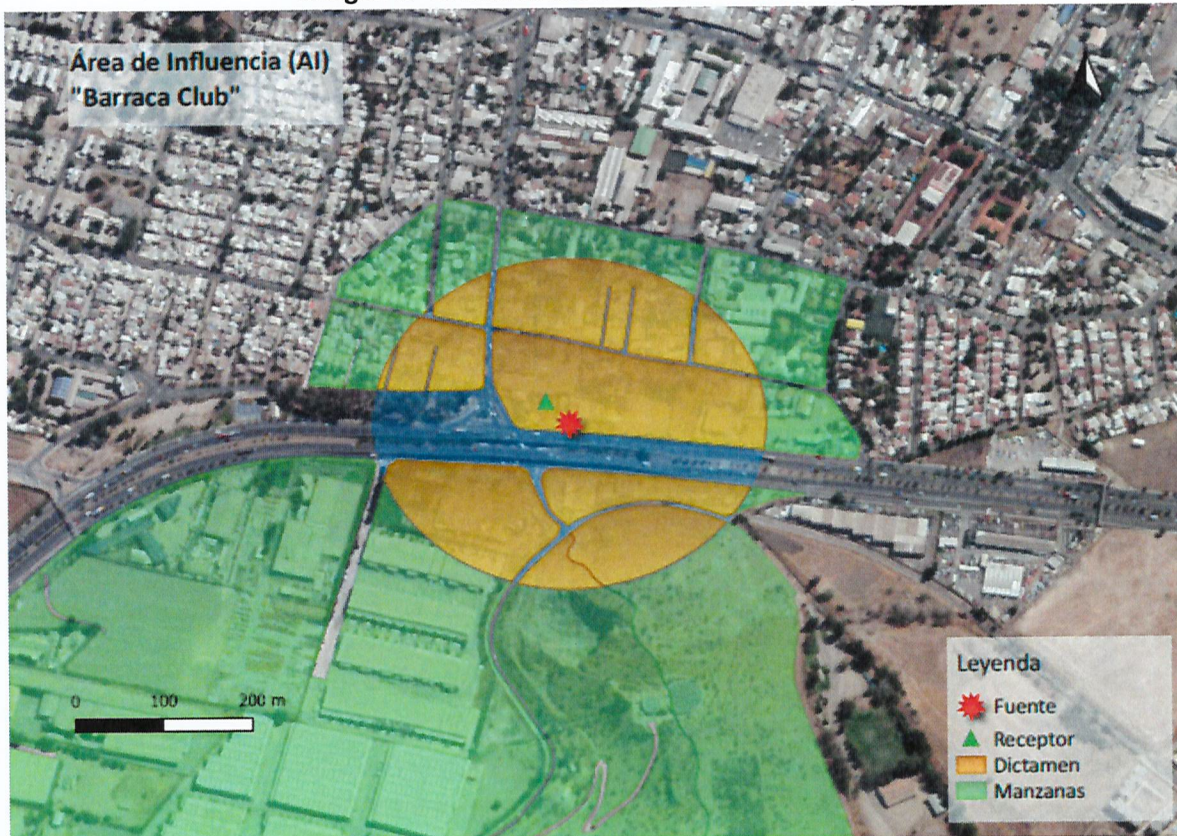 Área de Influencia (AI)
"Barraca Club"
0 100 200 m
Leyenda
Fuente
Receptor
Dictamen
Manzanas